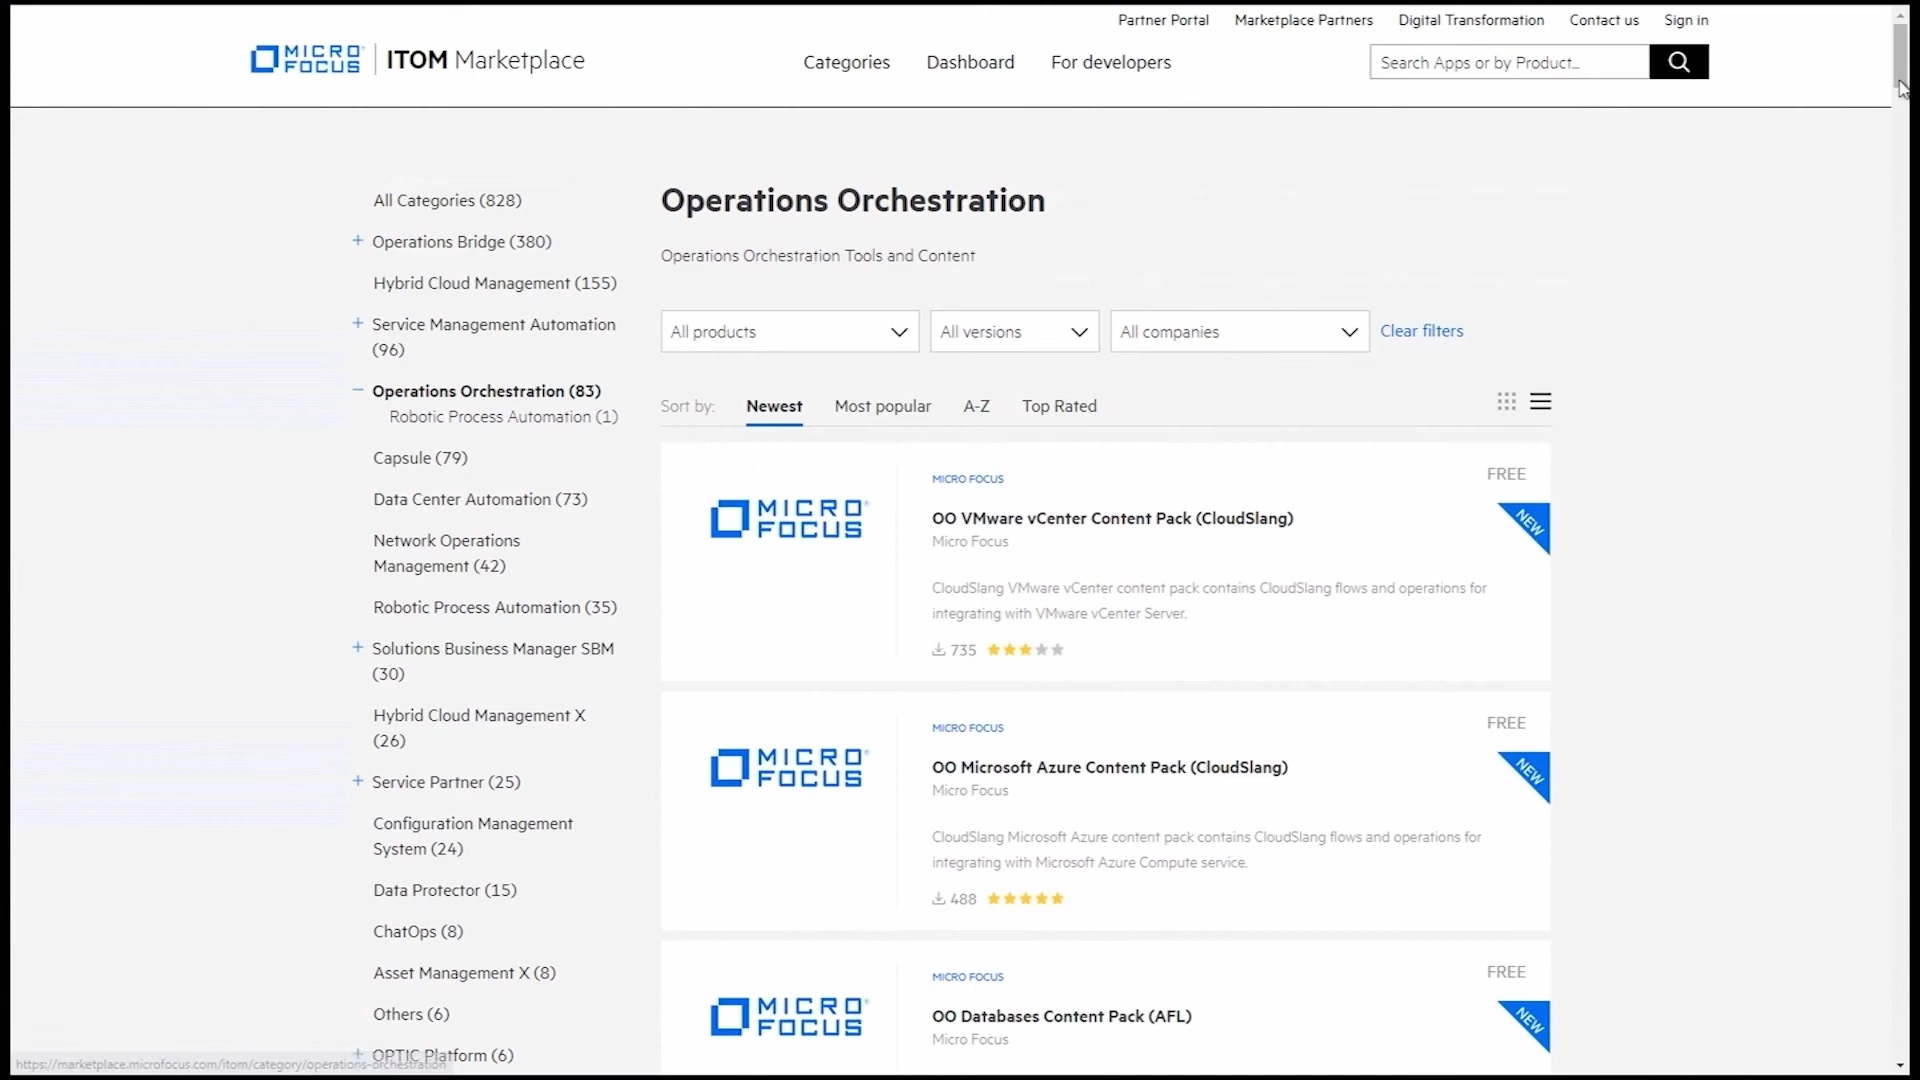 Partner Portal Marketplace Partners Digital Transformation Contact us Sign in
MICRO FOCUS ITOM Marketplace Categories Dashboard For developers Search Apps or by Product...
All Categories (828)
Operations Bridge (380)
Hybrid Cloud Management (155)
Service Management Automation
(96)
Operations Orchestration (83)
Robotic Process Automation (1)
Capsule (79)
Data Center Automation (73)
Network Operations
Management (42)
Robotic Process Automation (35)
Solutions Business Manager SBM
(30)
Hybrid Cloud Management X
(26)
Service Partner (25)
Configuration Management
System (24)
Data Protector (15)
ChatOps (8)
Asset Management X (8)
Others (6)
OPTIC Platform (6)
Operations Orchestration
Operations Orchestration Tools and Content
All products All versions All companies Clear filters
Sort by: Newest Most popular A-Z Top Rated
MICRO
FOCUS
MICRO FOCUS
FREE
OO VMware vCenter Content Pack (CloudSlang)
NEW
Micro Focus
CloudSlang VMware vCenter content pack contains CloudSlang flows and operations for
integrating with VMware vCenter Server.
735
MICRO
FOCUS
MICRO FOCUS
FREE
OO Microsoft Azure Content Pack (CloudSlang)
NEW
Micro Focus
CloudSlang Microsoft Azure content pack contains CloudSlang flows and operations for
integrating with Microsoft Azure Compute service.
488
MICRO
FOCUS
MICRO FOCUS
FREE
OO Databases Content Pack (AFL)
NEW
Micro Focus
https://marketplace.microfocus.com/itom/category/operations-orchestration